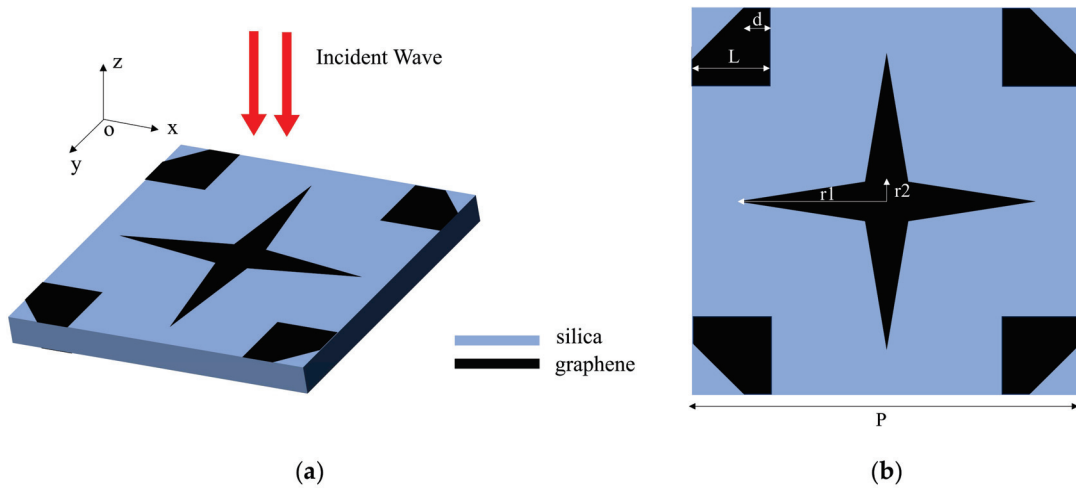 Incident Wave
z
o
x
y
silica
graphene
(a)
d
L
r1
r2
P
(b)